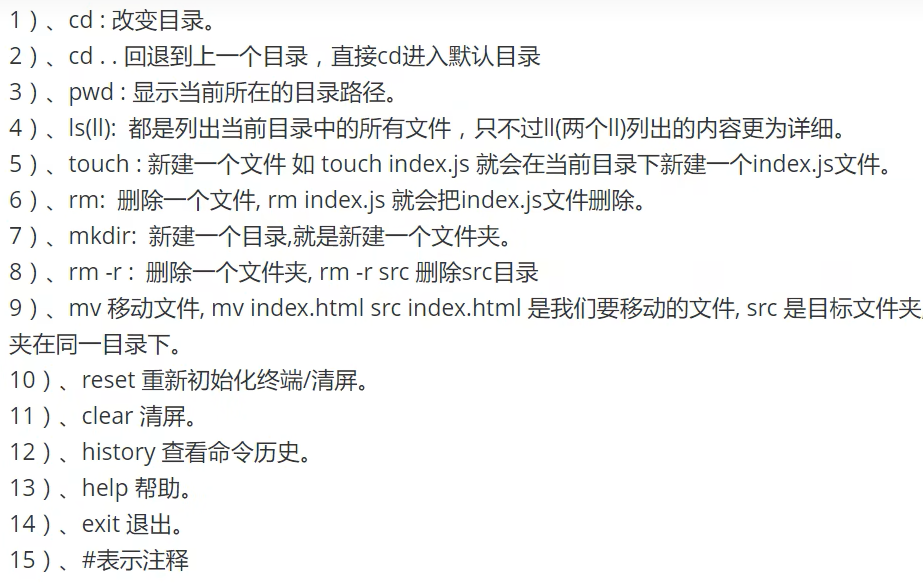 1）、cd : 改变目录。
2）、cd . . 回退到上一个目录，直接cd进入默认目录
3）、pwd : 显示当前所在的目录路径。
4）、ls(ll):  都是列出当前目录中的所有文件，只不过ll(两个ll)列出的内容更为详细。
5）、touch : 新建一个文件 如 touch index.js 就会在当前目录下新建一个index.js文件。
6）、rm:  删除一个文件, rm index.js 就会把index.js文件删除。
7）、mkdir:  新建一个目录,就是新建一个文件夹。
8）、rm -r :  删除一个文件夹, rm -r src 删除src目录
9）、mv 移动文件, mv index.html src index.html 是我们要移动的文件, src 是目标文件夹
夹在同一目录下。
10）、reset 重新初始化终端/清屏。
11）、clear 清屏。
12）、history 查看命令历史。
13）、help 帮助。
14）、exit 退出。
15）、#表示注释